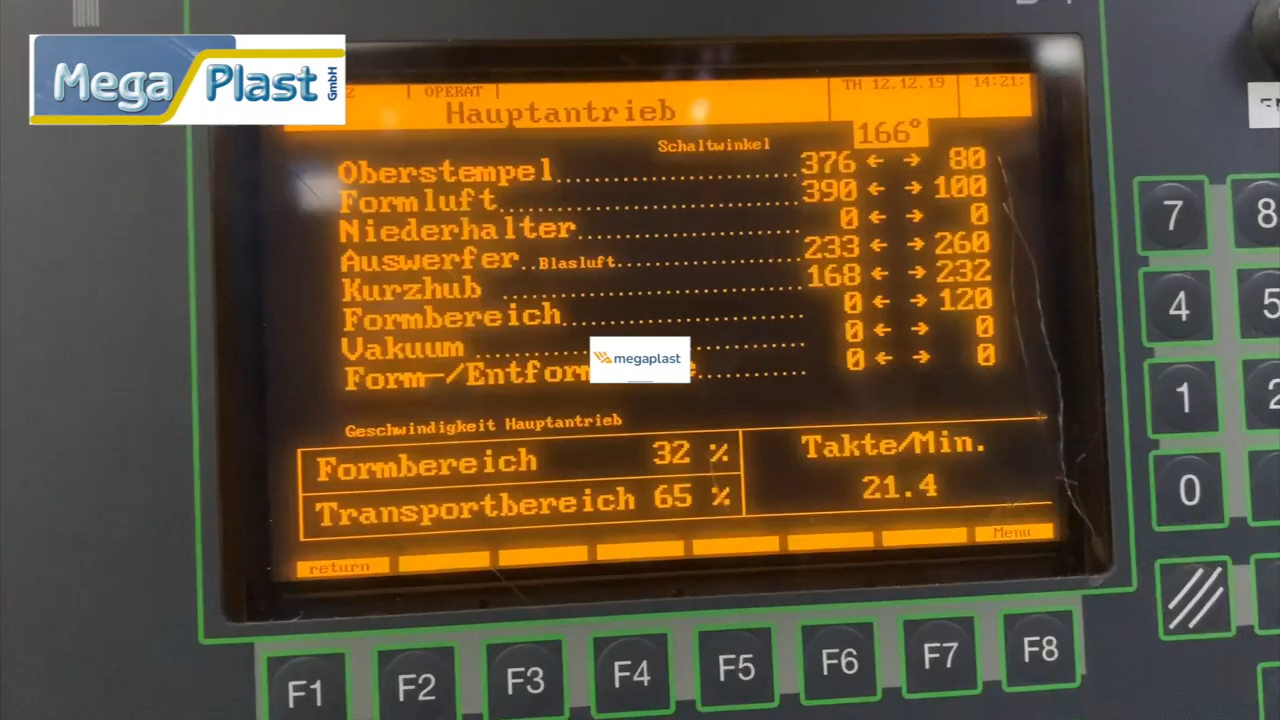 Mega Plast GmbH
2 | OPERAT | TH 12.12.19 14:21:
Hauptantrieb
166°
Schaltwinkel
Oberstempel............................376 ← → 80
Formluft...................................390 ← → 100
Niederhalter.......................... 0 ← → 0
Auswerfer..Blasluft....................233 ← → 260
Kurzhub ................................168 ← → 232
Formbereich............................ 0 ← → 120
Vakuum ................................ 0 ← → 0
Form-/Entform ............ 0 ← → 0
megaplast
Geschwindigkeit Hauptantrieb
Formbereich 32 %
Transportbereich 65 %
Takte/Min.
21.4
return
Menu
7 8
4 5
1 2
0
F1 F2 F3 F4 F5 F6 F7 F8